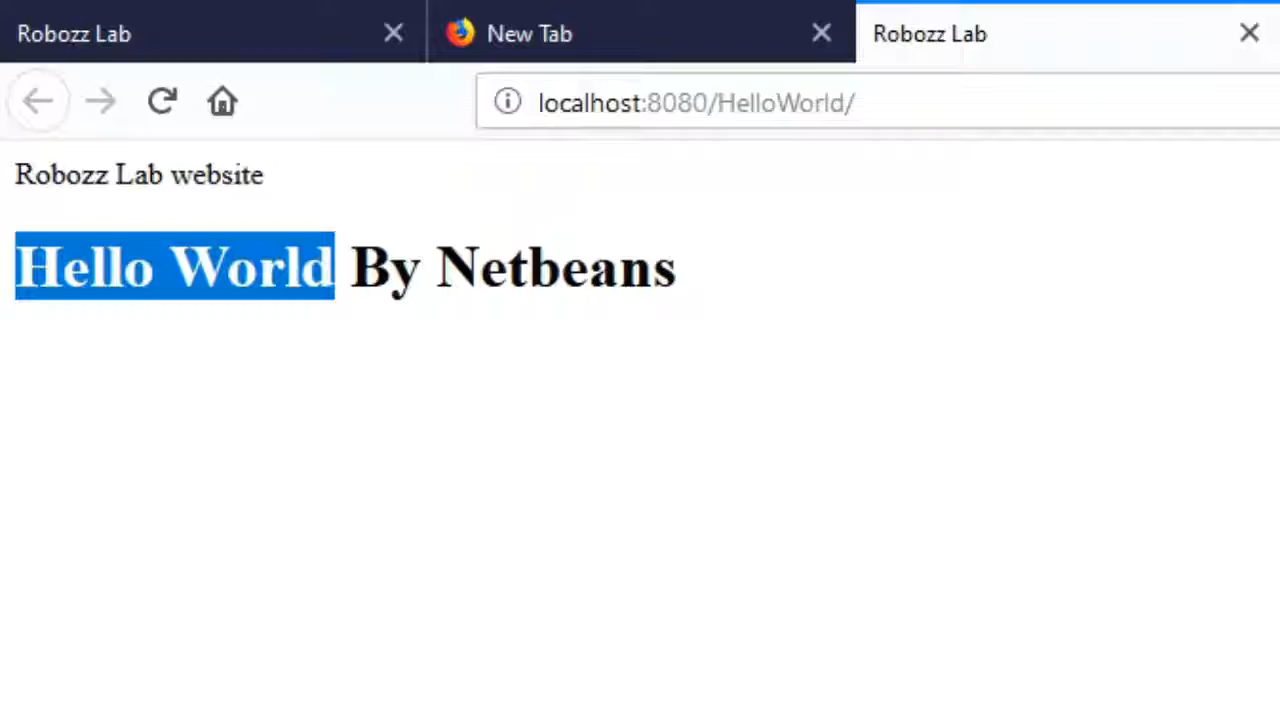 Robozz Lab New Tab Robozz Lab
localhost:8080/HelloWorld/
Robozz Lab website
Hello World By Netbeans